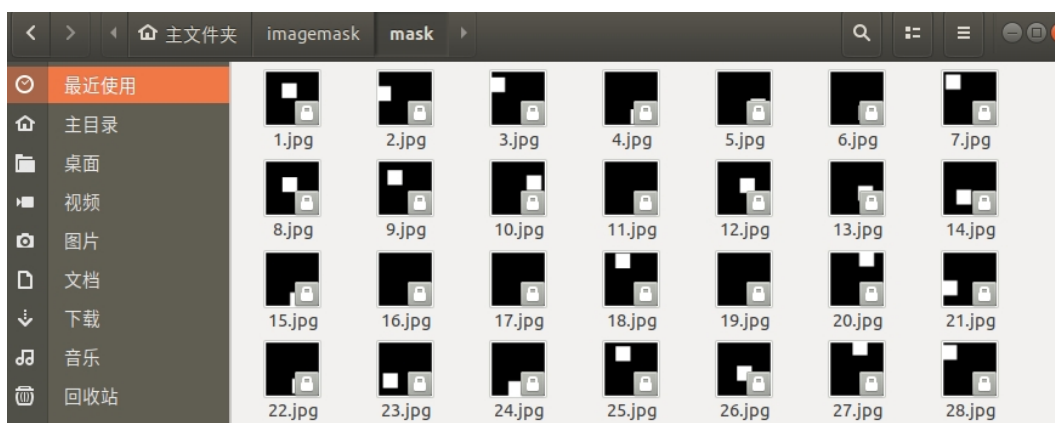 主文件夹 imagemask mask
最近使用
主目录
桌面
视频
图片
文档
下载
音乐
回收站
1.jpg 2.jpg 3.jpg 4.jpg 5.jpg 6.jpg 7.jpg
8.jpg 9.jpg 10.jpg 11.jpg 12.jpg 13.jpg 14.jpg
15.jpg 16.jpg 17.jpg 18.jpg 19.jpg 20.jpg 21.jpg
22.jpg 23.jpg 24.jpg 25.jpg 26.jpg 27.jpg 28.jpg